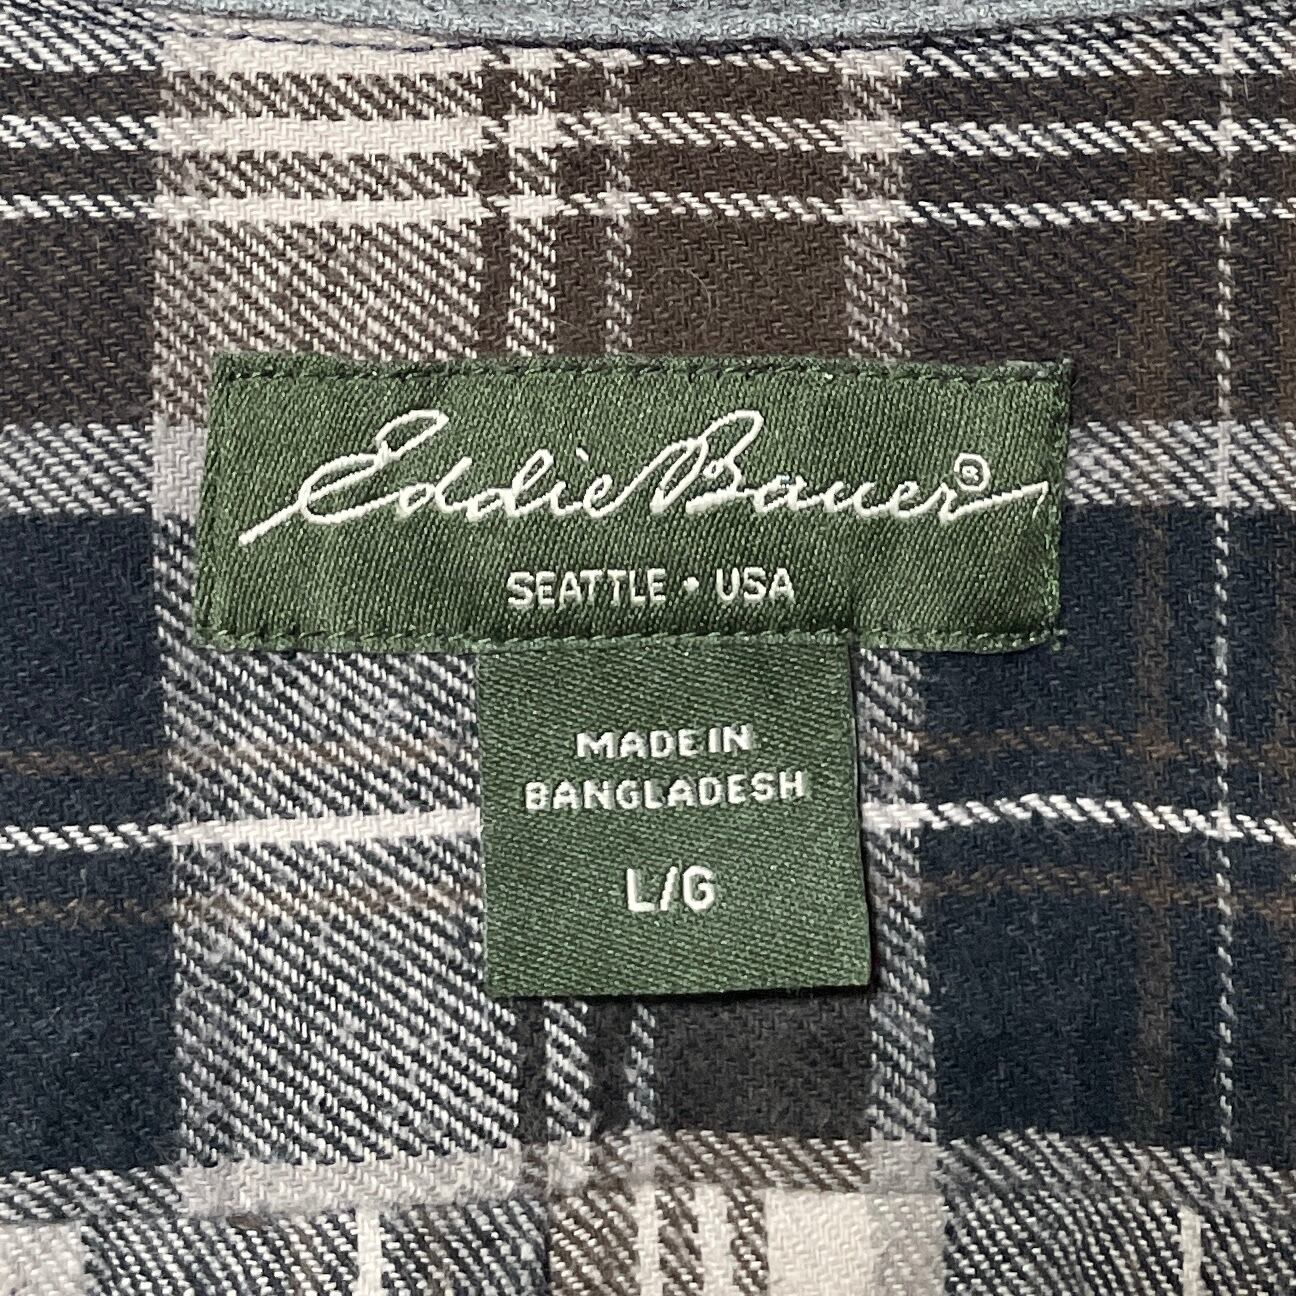 Eddie Bauer®
SEATTLE • USA
MADE IN
BANGLADESH
L/G